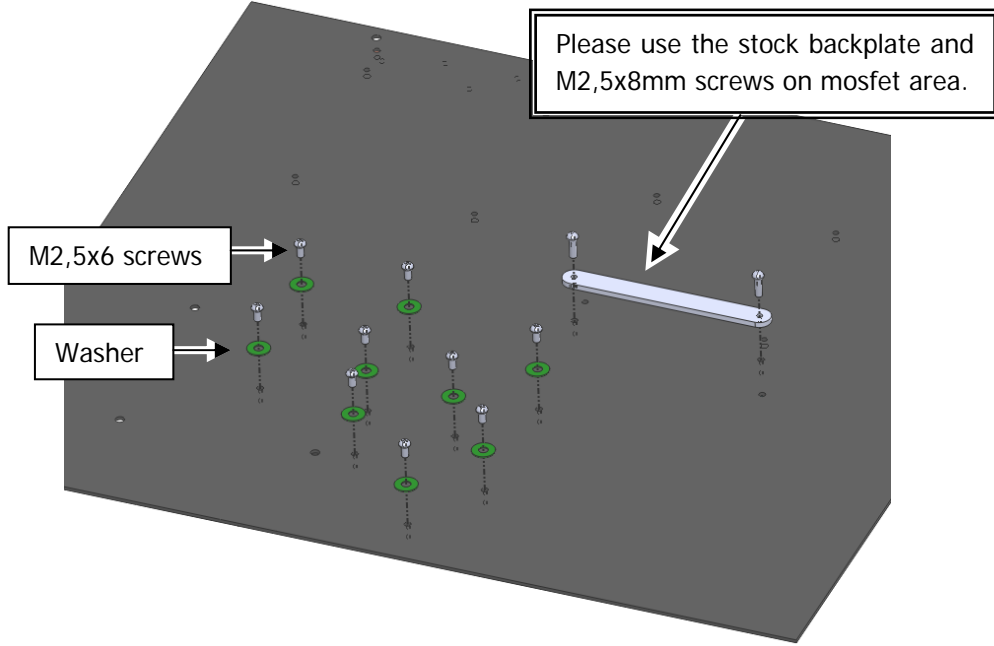 Please use the stock backplate and
M2,5x8mm screws on mosfet area.
M2,5x6 screws
Washer